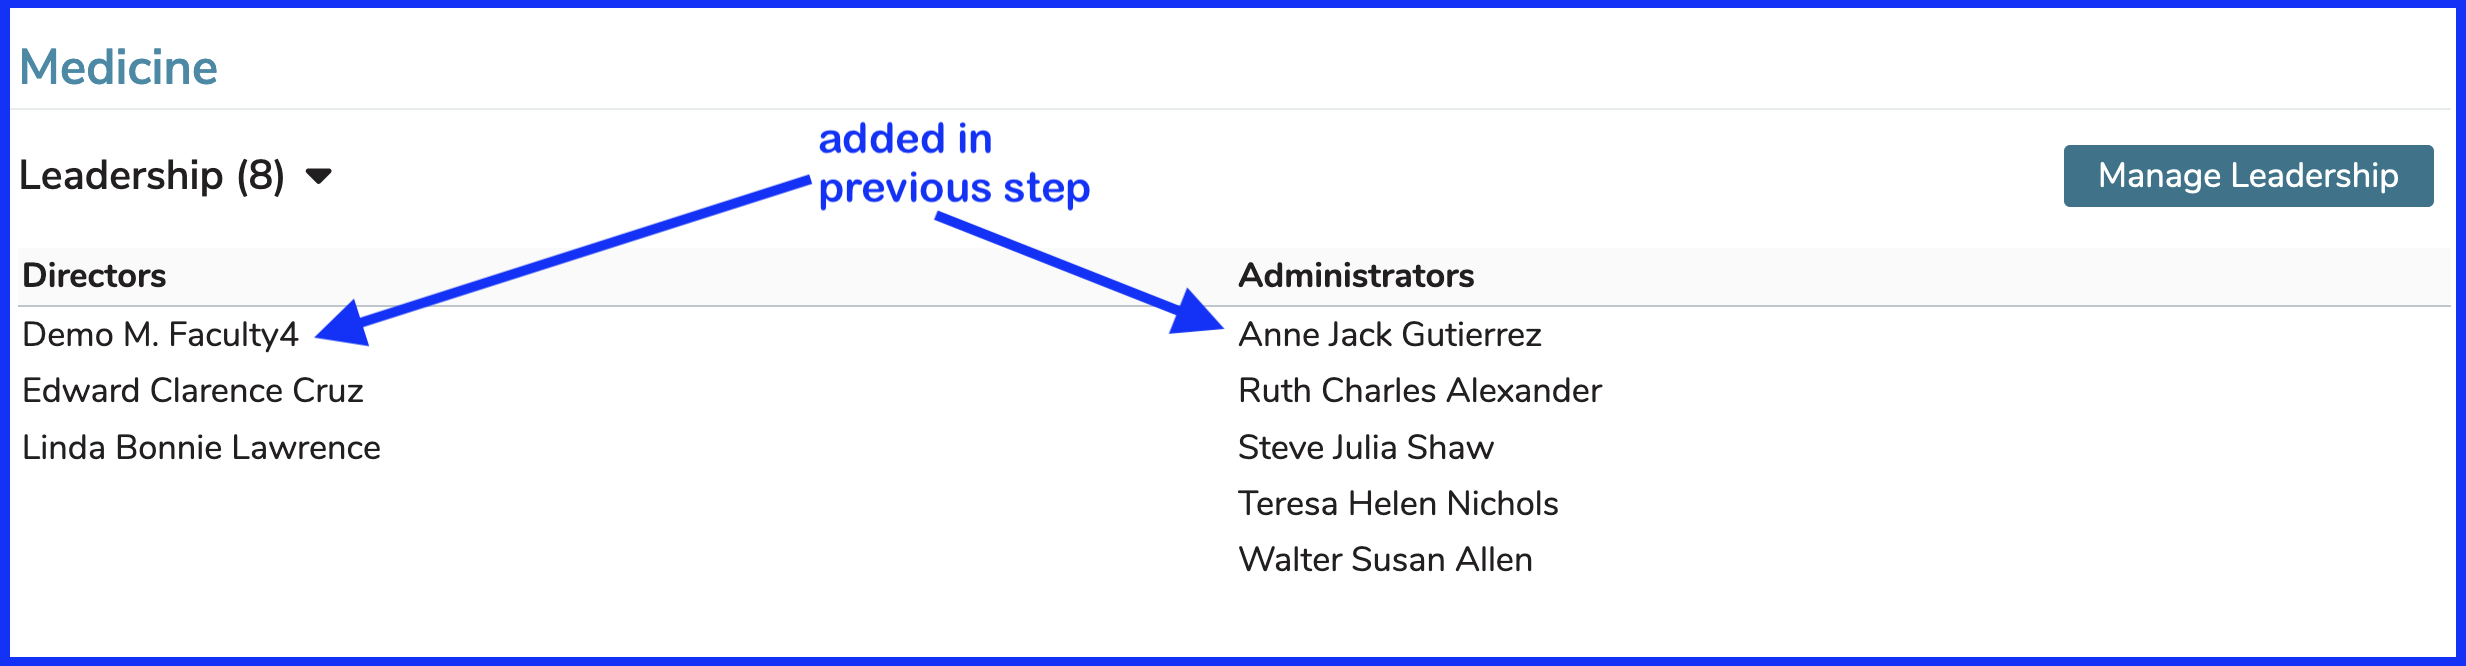 Medicine
added in
previous step
Leadership (8)
Manage Leadership
Directors
Administrators
Demo M. Faculty4
Anne Jack Gutierrez
Edward Clarence Cruz
Ruth Charles Alexander
Linda Bonnie Lawrence
Steve Julia Shaw
Teresa Helen Nichols
Walter Susan Allen